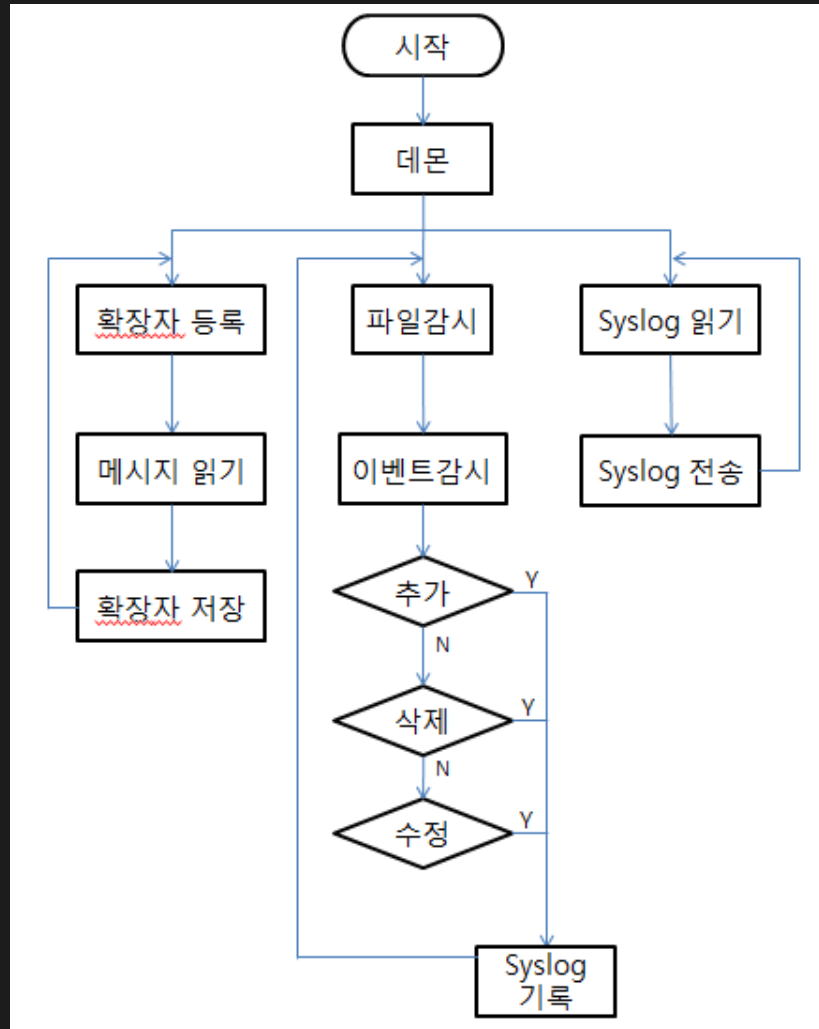 시작
데몬
확장자 등록
파일감시
Syslog 읽기
메시지 읽기
이벤트감시
Syslog 전송
확장자 저장
추가
Y
N
삭제
Y
N
수정
Y
Syslog
기록